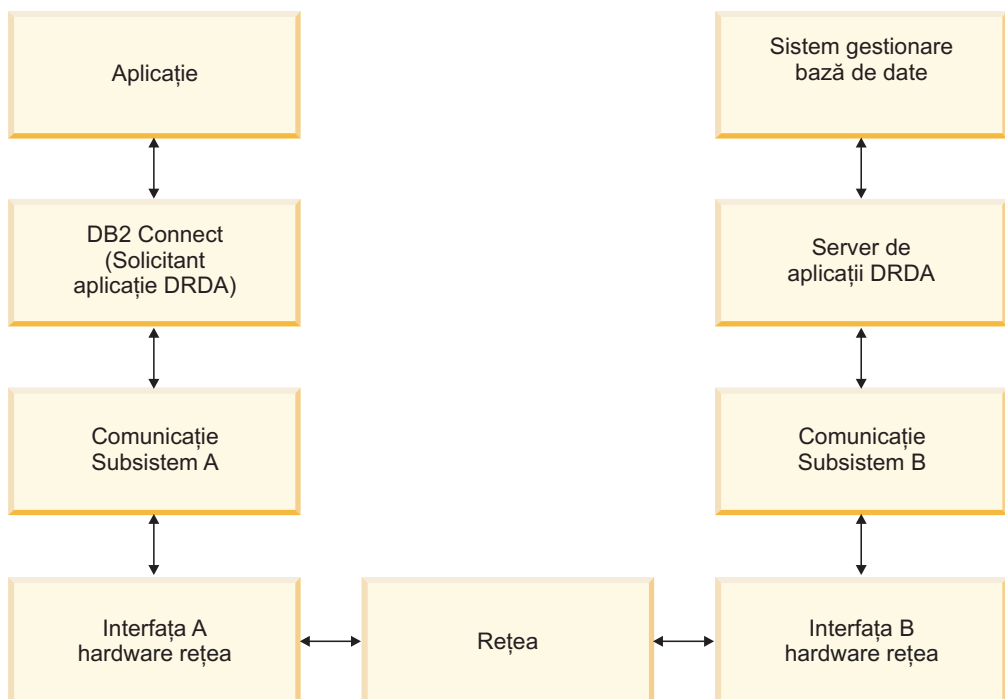 Aplicație
Sistem gestionare
bază de date
DB2 Connect
(Solicitant
aplicație DRDA)
Server de
aplicații DRDA
Comunicație
Subsistem A
Comunicație
Subsistem B
Interfața A
hardware rețea
Rețea
Interfața B
hardware rețea